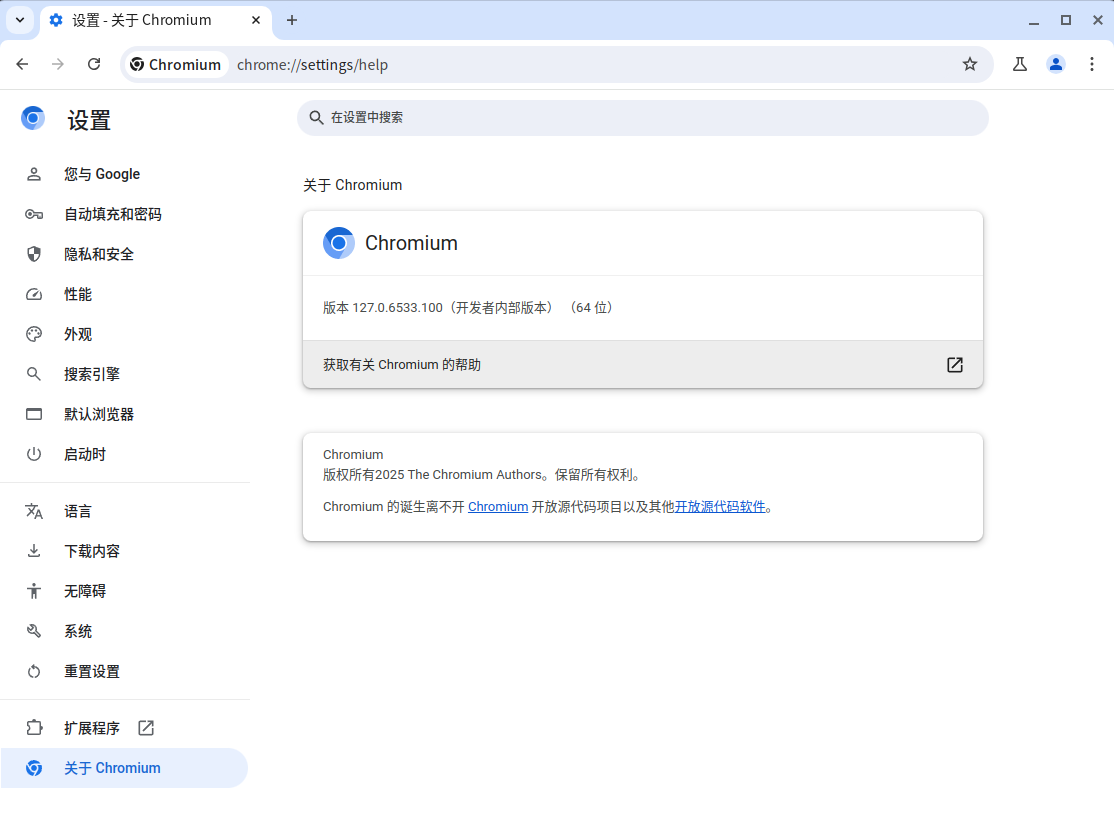 设置 - 关于 Chromium
Chromium
chrome://settings/help
设置
在设置中搜索
您与 Google
自动填充和密码
隐私和安全
性能
外观
搜索引擎
默认浏览器
启动时
语言
下载内容
无障碍
系统
重置设置
扩展程序
关于 Chromium
关于 Chromium
Chromium
版本 127.0.6533.100（开发者内部版本） （64 位）
获取有关 Chromium 的帮助
Chromium
版权所有2025 The Chromium Authors。保留所有权利。
Chromium 的诞生离不开 Chromium 开放源代码项目以及其他开放源代码软件。